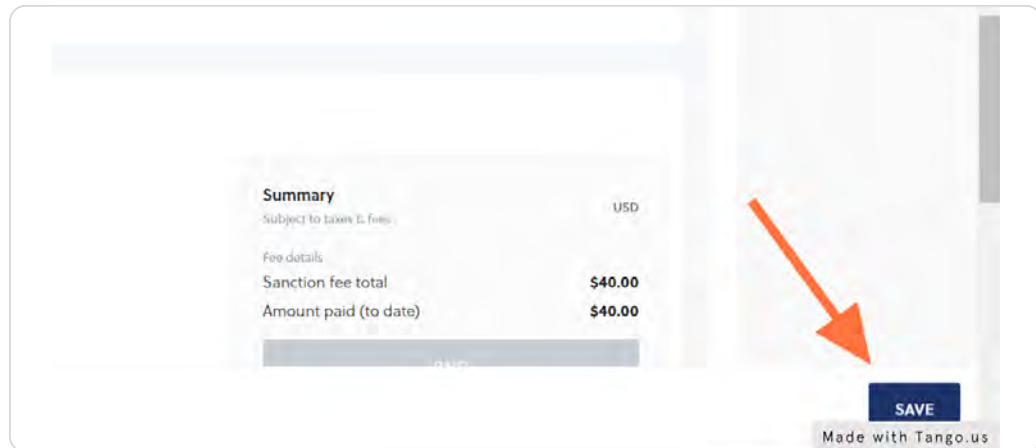 Summary
USD
Subject to taxes & fees
Fee details
Sanction fee total $40.00
Amount paid (to date) $40.00
SAVE
Made with Tango.us